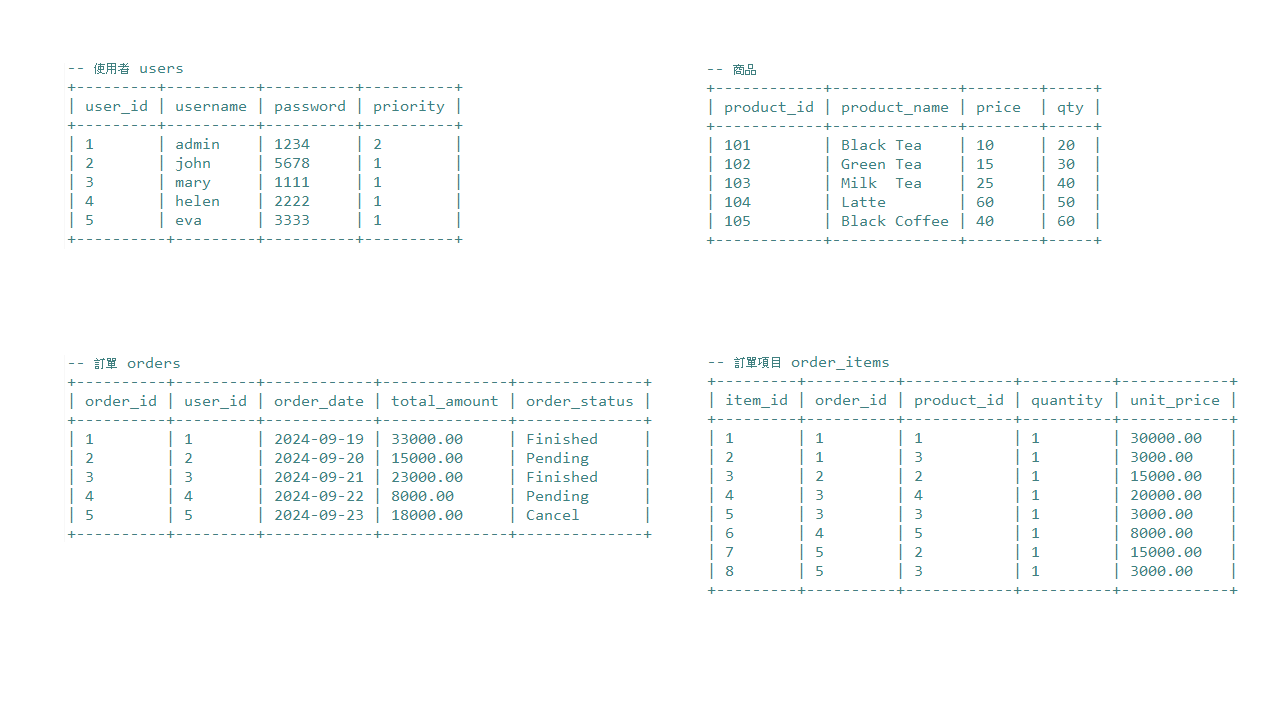 -- 使用者 users
+---------+----------+----------+----------+
| user_id | username | password | priority |
+---------+----------+----------+----------+
| 1       | admin    | 1234     | 2        |
| 2       | john     | 5678     | 1        |
| 3       | mary     | 1111     | 1        |
| 4       | helen    | 2222     | 1        |
| 5       | eva      | 3333     | 1        |
+----------+---------+----------+----------+
-- 商品
+------------+--------------+--------+-----+
| product_id | product_name | price  | qty |
+------------+--------------+--------+-----+
| 101        | Black Tea    | 10     | 20  |
| 102        | Green Tea    | 15     | 30  |
| 103        | Milk  Tea    | 25     | 40  |
| 104        | Latte        | 60     | 50  |
| 105        | Black Coffee | 40     | 60  |
+------------+--------------+--------+-----+
-- 訂單 orders
+----------+---------+------------+--------------+--------------+
| order_id | user_id | order_date | total_amount | order_status |
+----------+---------+------------+--------------+--------------+
| 1        | 1       | 2024-09-19 | 33000.00     | Finished     |
| 2        | 2       | 2024-09-20 | 15000.00     | Pending      |
| 3        | 3       | 2024-09-21 | 23000.00     | Finished     |
| 4        | 4       | 2024-09-22 | 8000.00      | Pending      |
| 5        | 5       | 2024-09-23 | 18000.00     | Cancel       |
+----------+---------+------------+--------------+--------------+
-- 訂單項目 order_items
+---------+----------+------------+----------+------------+
| item_id | order_id | product_id | quantity | unit_price |
+---------+----------+------------+----------+------------+
| 1       | 1        | 1          | 1        | 30000.00   |
| 2       | 1        | 3          | 1        | 3000.00    |
| 3       | 2        | 2          | 1        | 15000.00   |
| 4       | 3        | 4          | 1        | 20000.00   |
| 5       | 3        | 3          | 1        | 3000.00    |
| 6       | 4        | 5          | 1        | 8000.00    |
| 7       | 5        | 2          | 1        | 15000.00   |
| 8       | 5        | 3          | 1        | 3000.00    |
+---------+----------+------------+----------+------------+